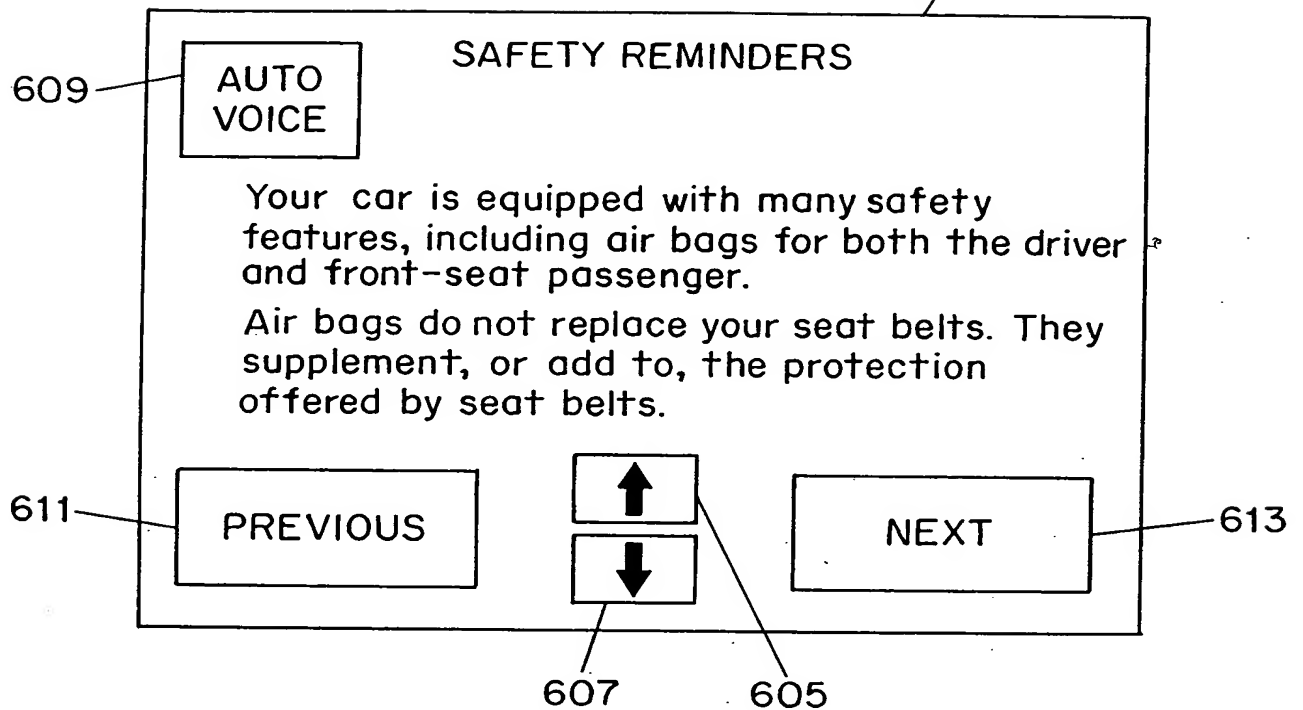 SAFETY REMINDERS
609
AUTO
VOICE
Your car is equipped with many safety
features, including air bags for both the driver
and front-seat passenger.
Air bags do not replace your seat belts. They
supplement, or add to, the protection
offered by seat belts.
611
PREVIOUS
NEXT
613
607
605